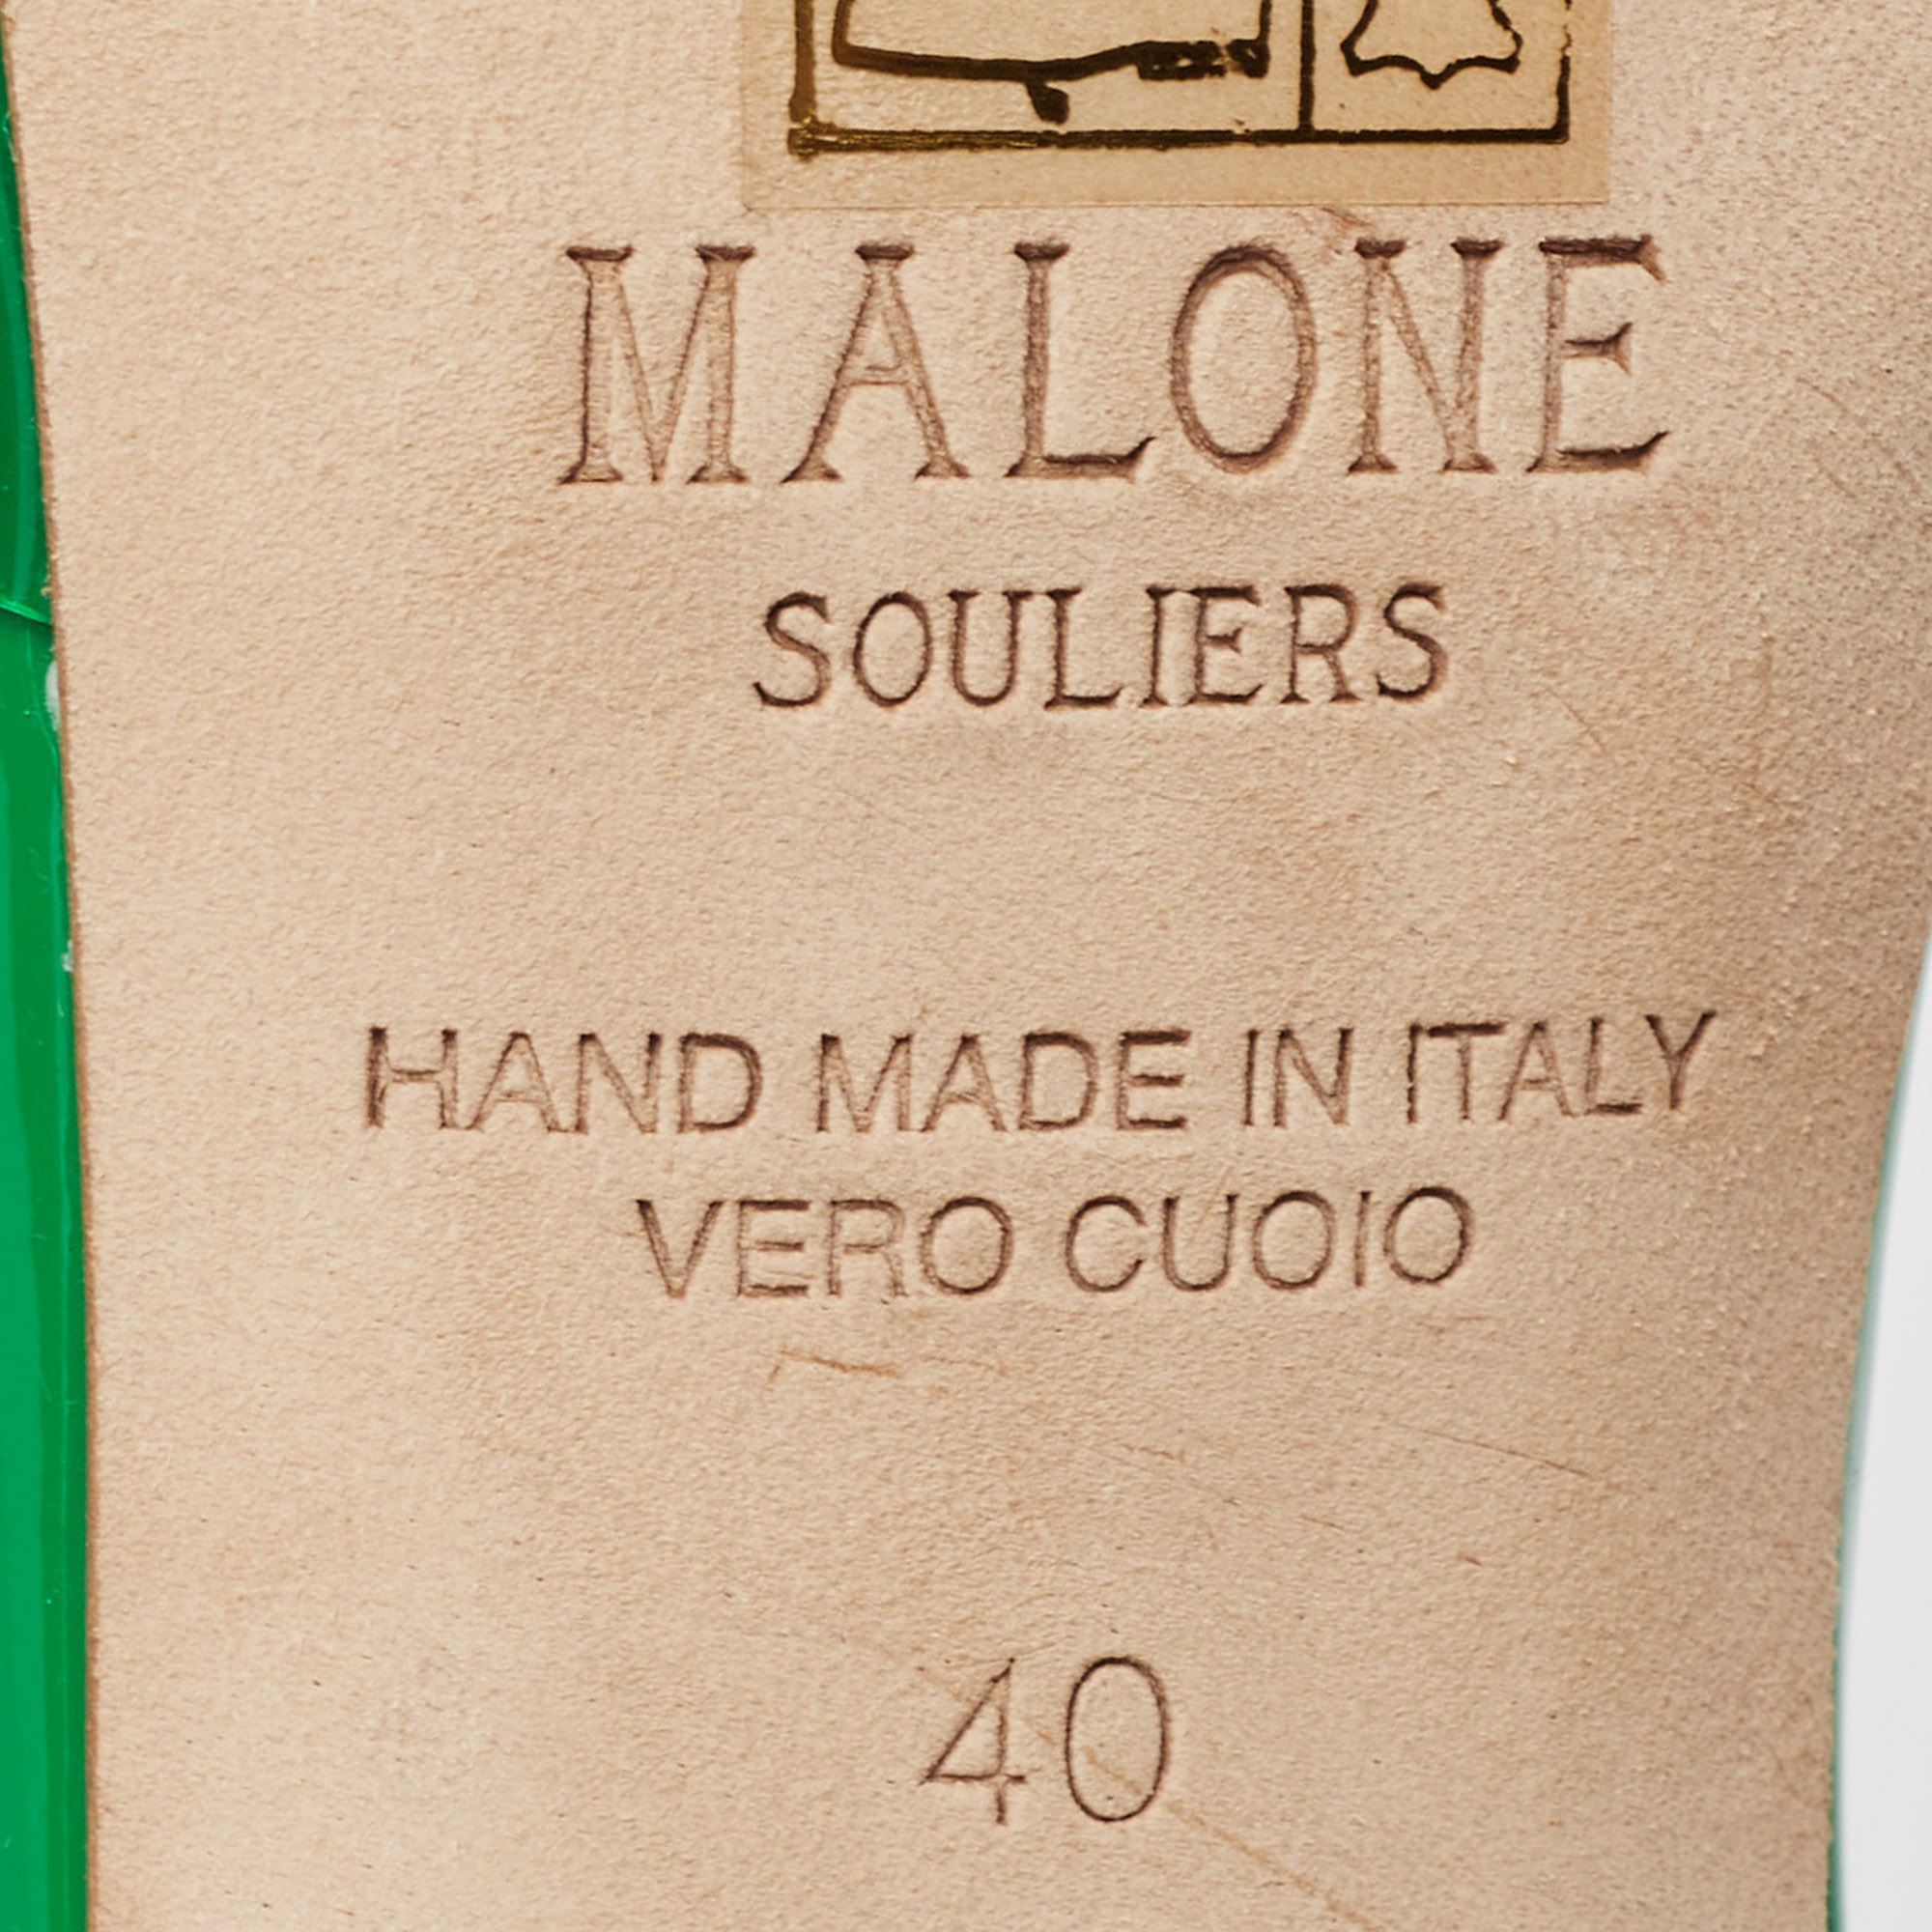 MALONE
SOULIERS
HAND MADE IN ITALY
VERO CUOIO
40